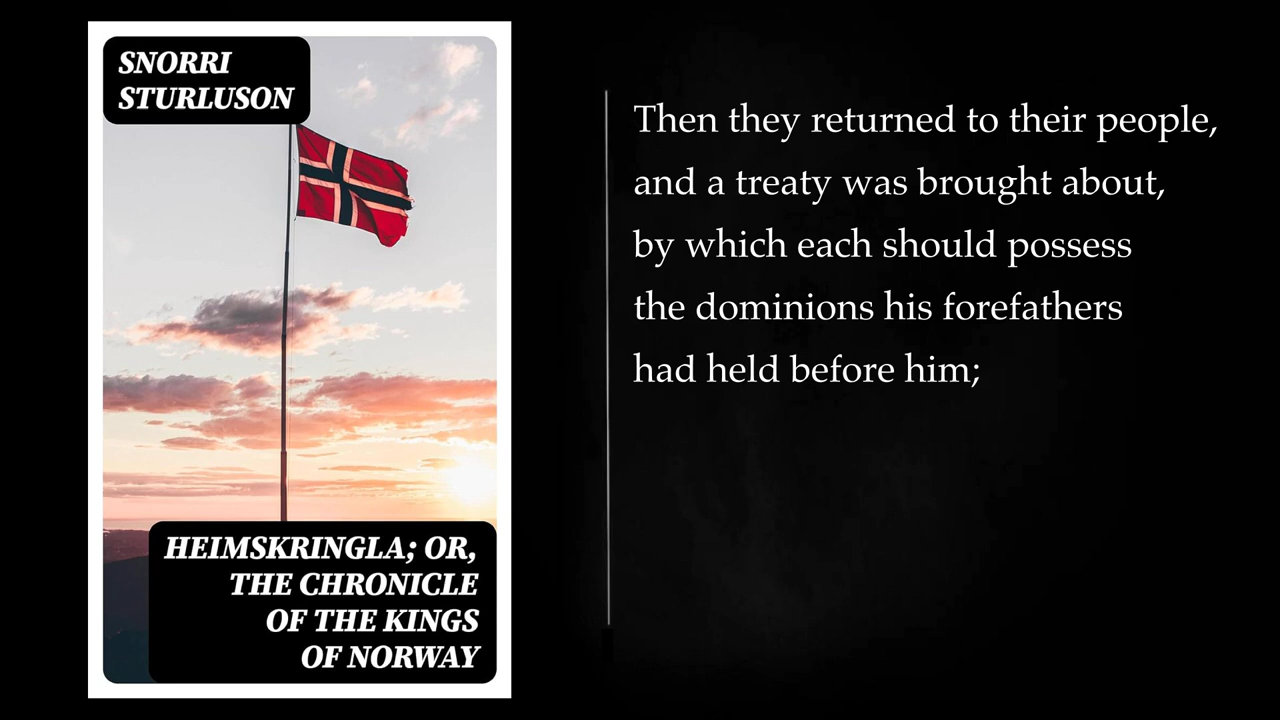 SNORRI
STURLUSON
HEIMSKRINGLA; OR,
THE CHRONICLE
OF THE KINGS
OF NORWAY
Then they returned to their people,
and a treaty was brought about,
by which each should possess
the dominions his forefathers
had held before him;